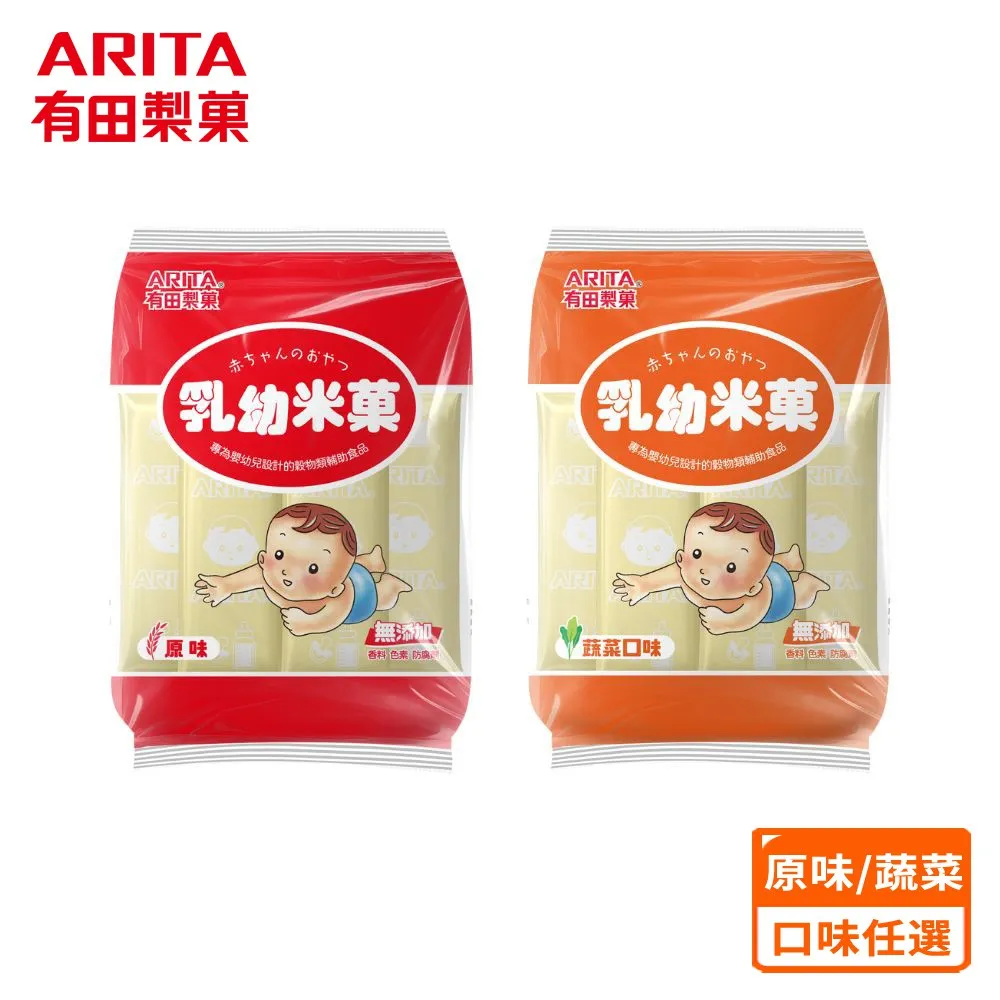 ARITA
有田製菓
ARITA®
有田製菓
赤ちゃんのおやつ
乳幼米菓
專為嬰幼兒設計的穀物類輔助食品
ARITA
ARITA
原味
無添加
香料 色素 防腐劑
ARITA®
有田製菓
赤ちゃんのおやつ
乳幼米菓
專為嬰幼兒設計的穀物類輔助食品
ARITA
ARITA
蔬菜口味
無添加
香料 色素 防腐劑
原味/蔬菜
口味任選